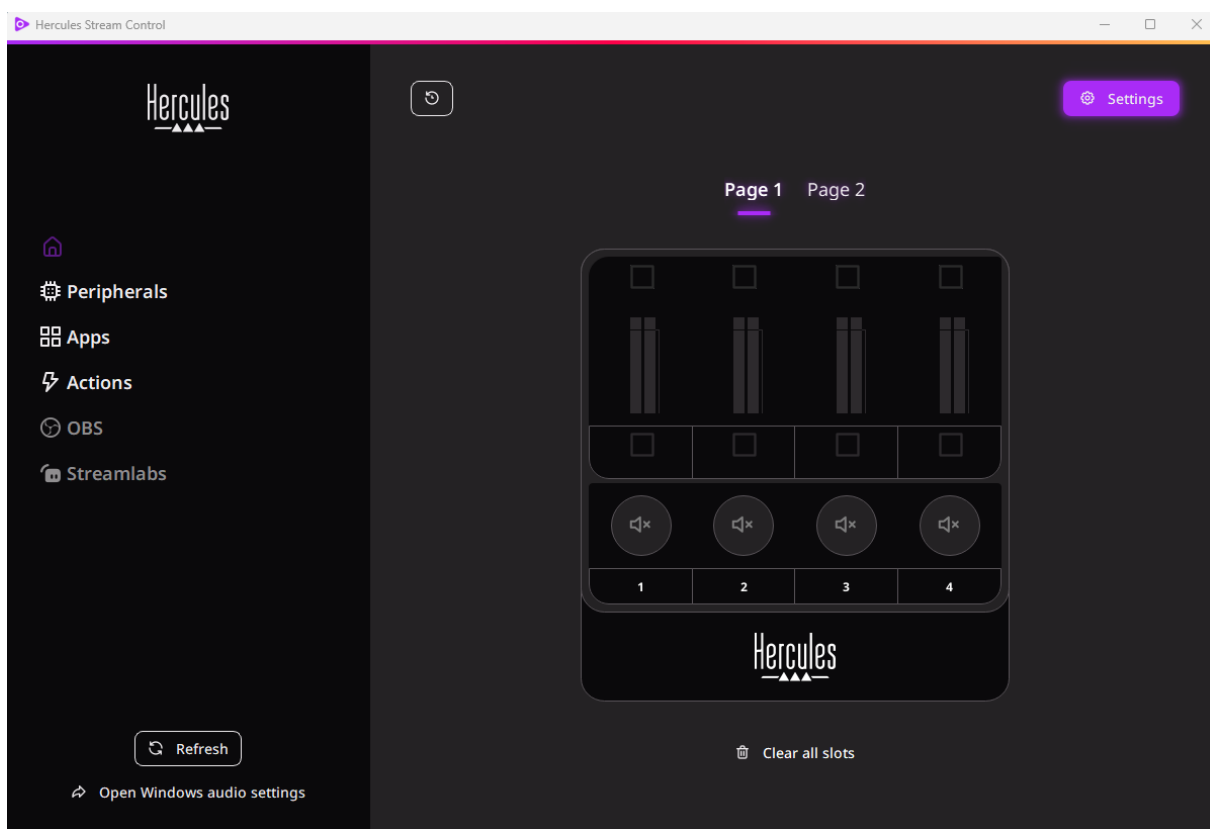 Hercules Stream Control
Hercules
Settings
Page 1 Page 2
Peripherals
Apps
Actions
OBS
Streamlabs
1 2 3 4
Hercules
Refresh
Clear all slots
Open Windows audio settings